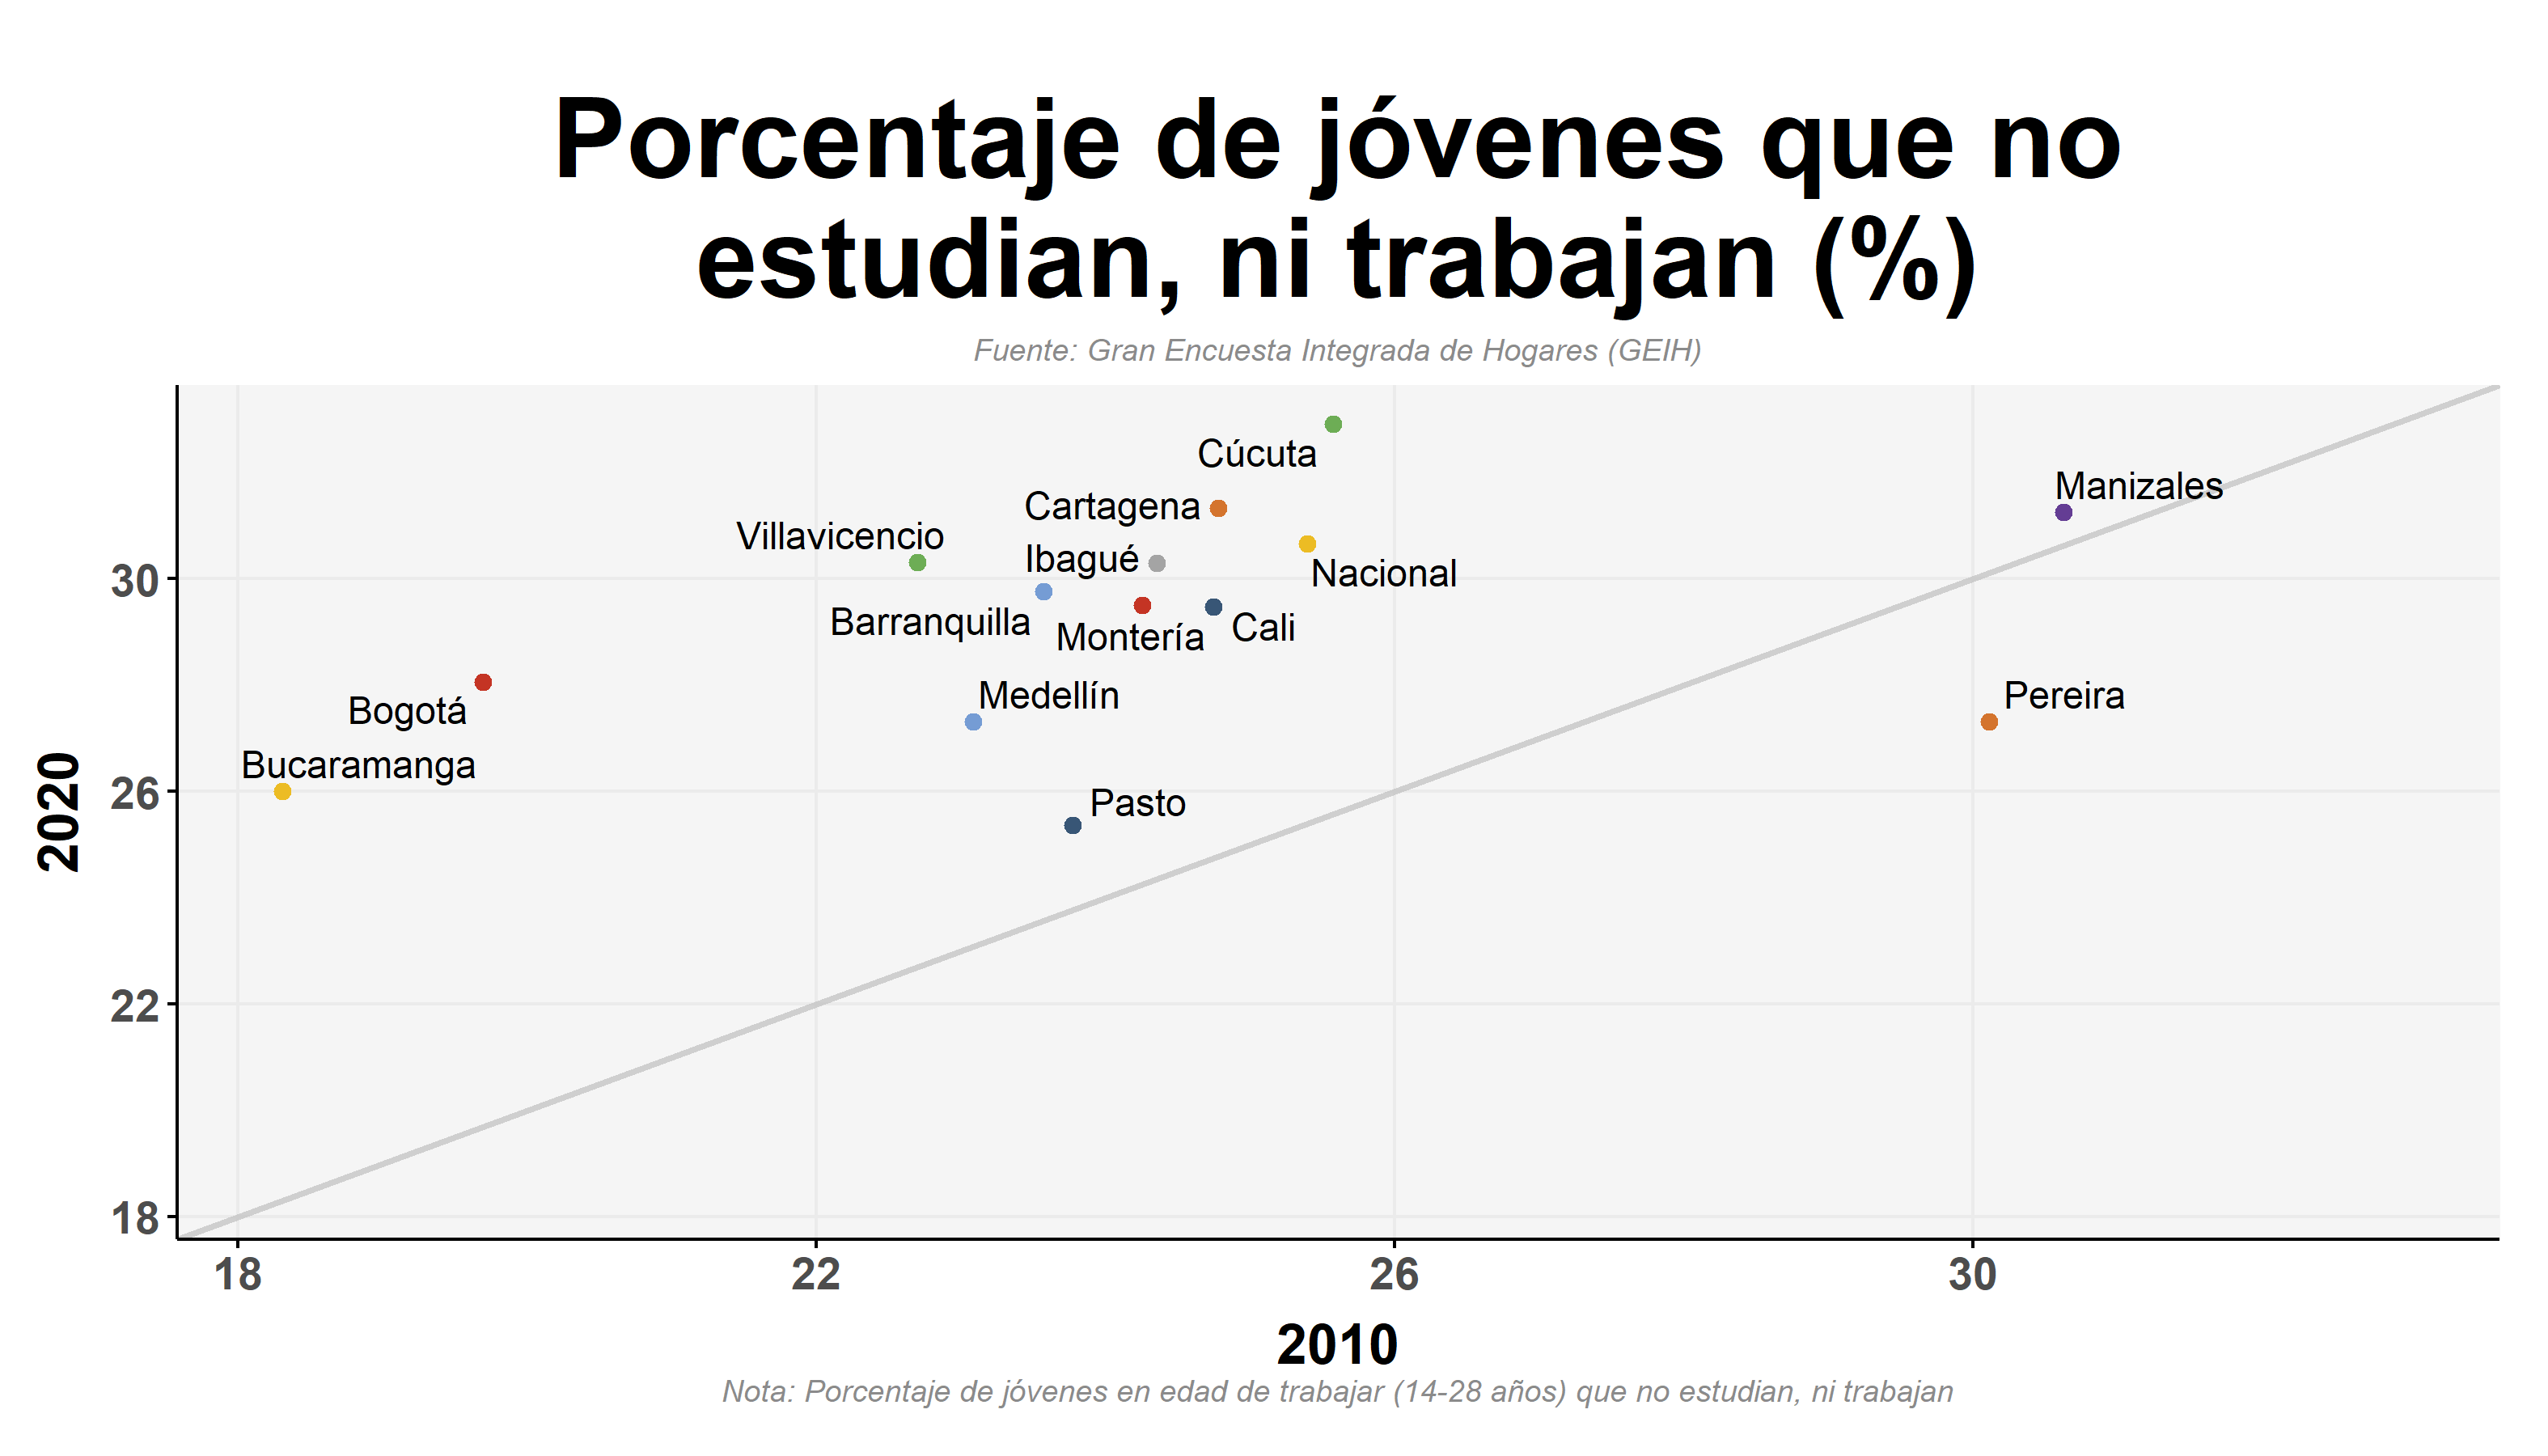 Porcentaje de jóvenes que no
estudian, ni trabajan (%)
Fuente: Gran Encuesta Integrada de Hogares (GEIH)
Cúcuta
Manizales
Cartagena
Villavicencio
Ibagué
Nacional
30
Barranquilla
Cali
Montería
Medellín
Pereira
Bogotá
Bucaramanga
26
Pasto
2020
22
18
18
22
26
30
2010
Nota: Porcentaje de jóvenes en edad de trabajar (14-28 años) que no estudian, ni trabajan